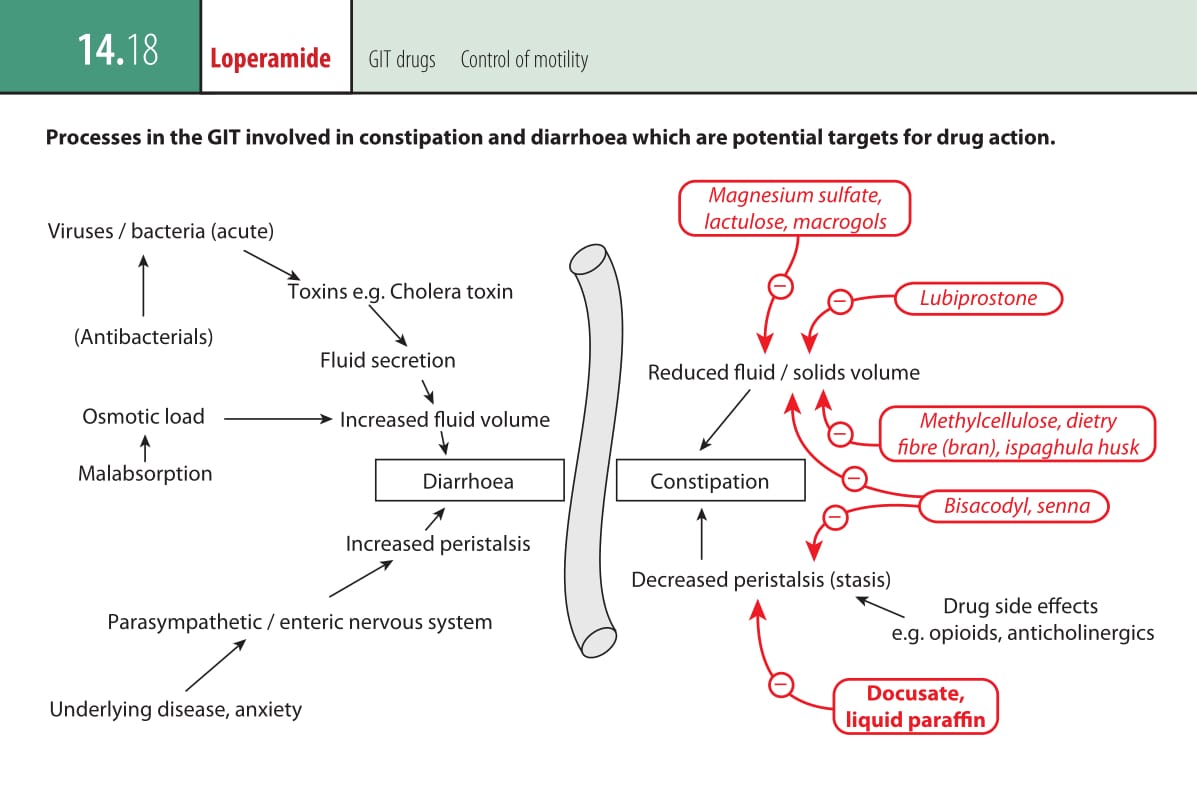 14.18
Loperamide
GIT drugs Control of motility
Processes in the GIT involved in constipation and diarrhoea which are potential targets for drug action.
Viruses / bacteria (acute)
Toxins e.g. Cholera toxin
(Antibacterials)
Fluid secretion
Osmotic load
Increased fluid volume
Malabsorption
Diarrhoea
Increased peristalsis
Parasympathetic / enteric nervous system
Underlying disease, anxiety
Magnesium sulfate,
lactulose, macrogols
Lubiprostone
Reduced fluid / solids volume
Methylcellulose, dietry
fibre (bran), ispaghula husk
Constipation
Bisacodyl, senna
Decreased peristalsis (stasis)
Drug side effects
e.g. opioids, anticholinergics
Docusate,
liquid paraffin